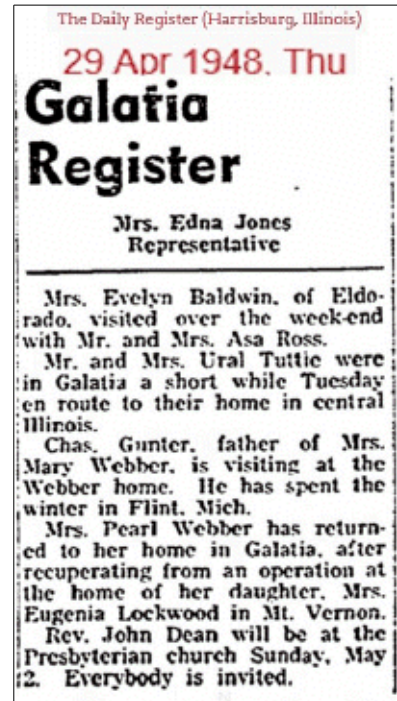 The Daily Register (Harrisburg, Illinois)
29 Apr 1948, Thu
Galatia
Register
Mrs. Edna Jones
Representative
Mrs. Evelyn Baldwin, of Eldo-
rado, visited over the week-end
with Mr. and Mrs. Asa Ross.
Mr. and Mrs. Ural Tuttle were
in Galatia a short while Tuesday
en route to their home in central
Illinois.
Chas. Gunter, father of Mrs.
Mary Webber, is visiting at the
Webber home. He has spent the
winter in Flint, Mich.
Mrs. Pearl Webber has return-
ed to her home in Galatia, after
recuperating from an operation at
the home of her daughter, Mrs.
Eugenia Lockwood in Mt. Vernon.
Rev. John Dean will be at the
Presbyterian church Sunday, May
2. Everybody is invited.